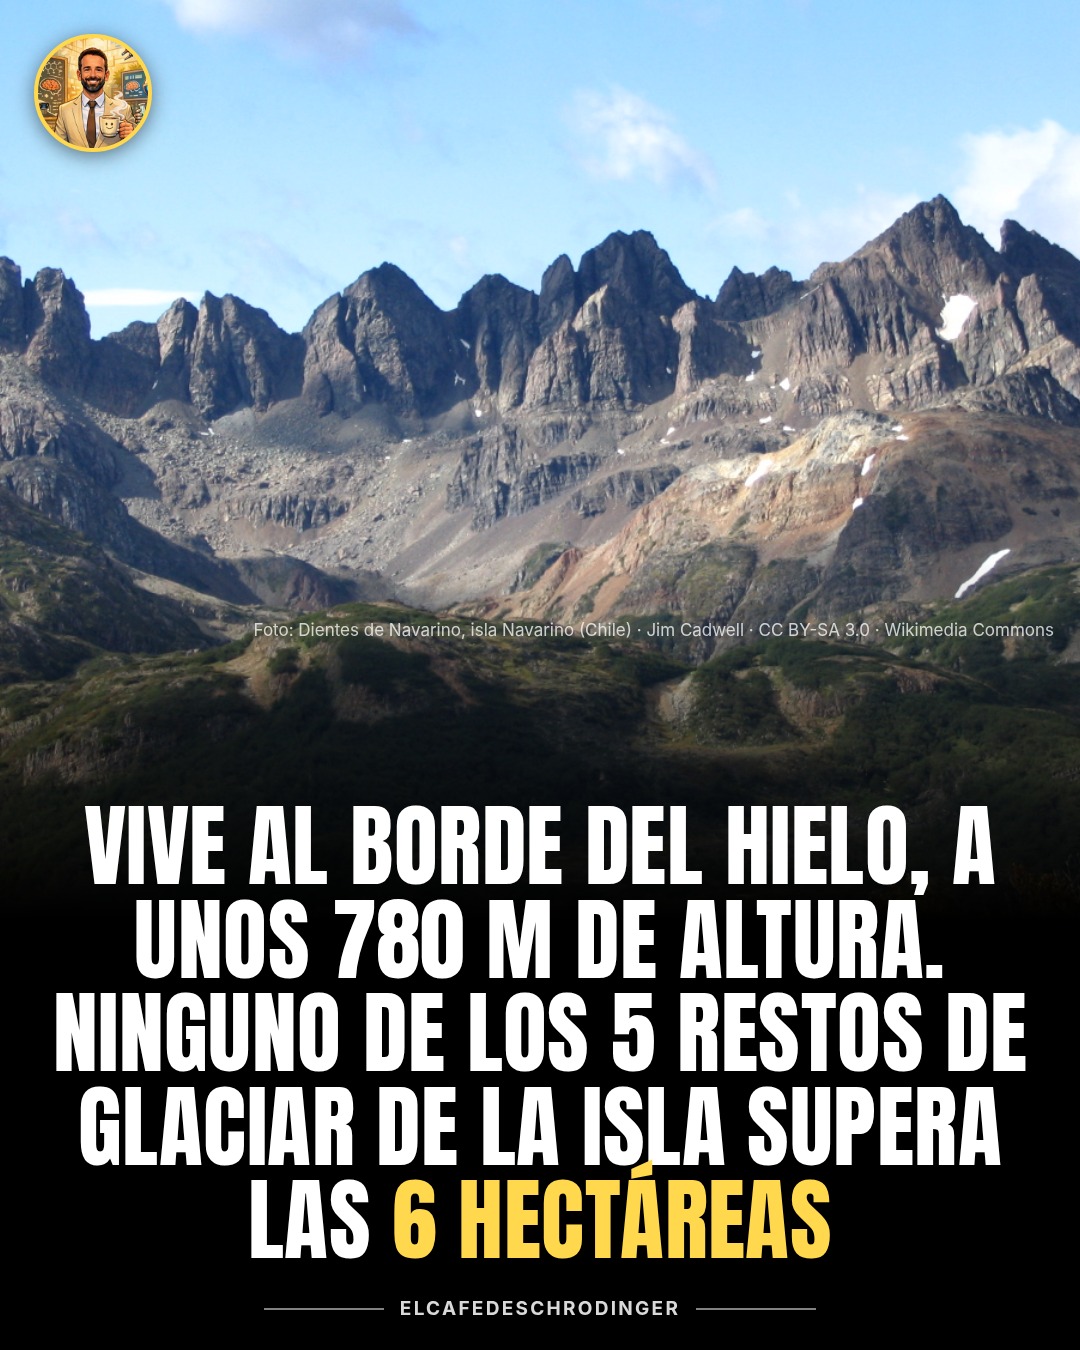 Foto: Dientes de Navarino, isla Navarino (Chile) · Jim Cadwell · CC BY-SA 3.0 · Wikimedia Commons
VIVE AL BORDE DEL HIELO, A
UNOS 780 M DE ALTURA.
NINGUNO DE LOS 5 RESTOS DE
GLACIAR DE LA ISLA SUPERA
LAS 6 HECTÁREAS
ELCAFEDESCHRODINGER